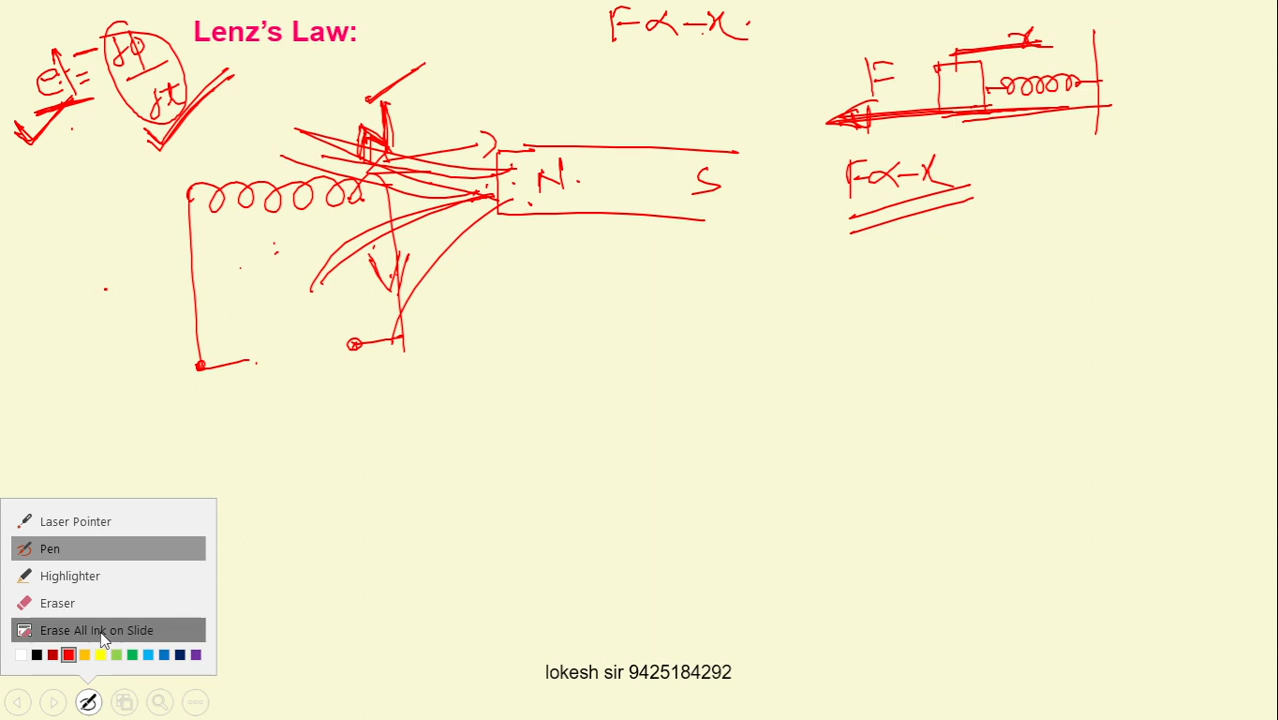 Lenz's Law:
F ∝ -x.
e = - dϕ/dt
x
F
F ∝ -x
N
N.
S
Laser Pointer
Pen
Highlighter
Eraser
Erase All Ink on Slide
lokesh sir 9425184292